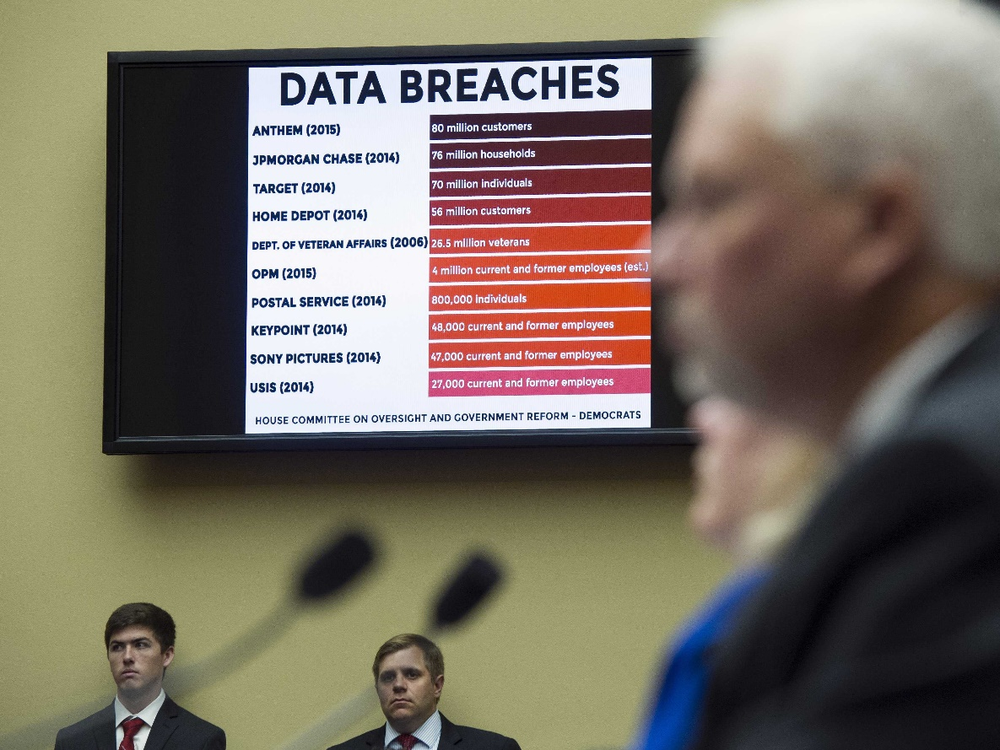 DATA BREACHES
ANTHEM (2015) 80 million customers
JPMORGAN CHASE (2014) 76 million households
TARGET (2014) 70 million individuals
HOME DEPOT (2014) 56 million customers
DEPT. OF VETERAN AFFAIRS (2006) 26.5 million veterans
OPM (2015) 4 million current and former employees (est.)
POSTAL SERVICE (2014) 800,000 individuals
KEYPOINT (2014) 48,000 current and former employees
SONY PICTURES (2014) 47,000 current and former employees
USIS (2014) 27,000 current and former employees
HOUSE COMMITTEE ON OVERSIGHT AND GOVERNMENT REFORM – DEMOCRATS